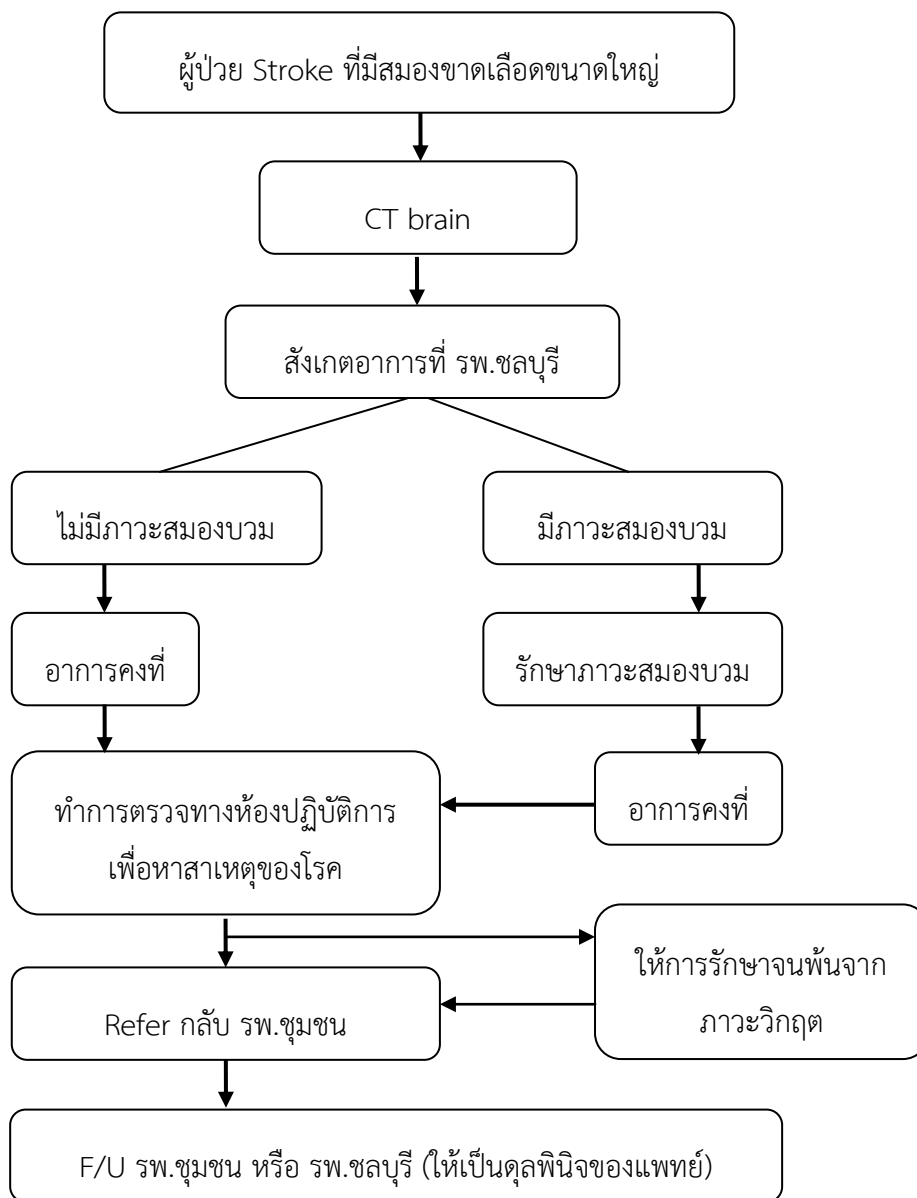 ผู้ป่วย Stroke ที่มีสมองขาดเลือดขนาดใหญ่
CT brain
สังเกตอาการที่ รพ.ชลบุรี
ไม่มีภาวะสมองบวม
มีภาวะสมองบวม
อาการคงที่
รักษาภาวะสมองบวม
ทำการตรวจทางห้องปฏิบัติการ
เพื่อหาสาเหตุของโรค
อาการคงที่
ให้การรักษาจนพ้นจาก
ภาวะวิกฤต
Refer กลับ รพ.ชุมชน
F/U รพ.ชุมชน หรือ รพ.ชลบุรี (ให้เป็นดุลพินิจของแพทย์)